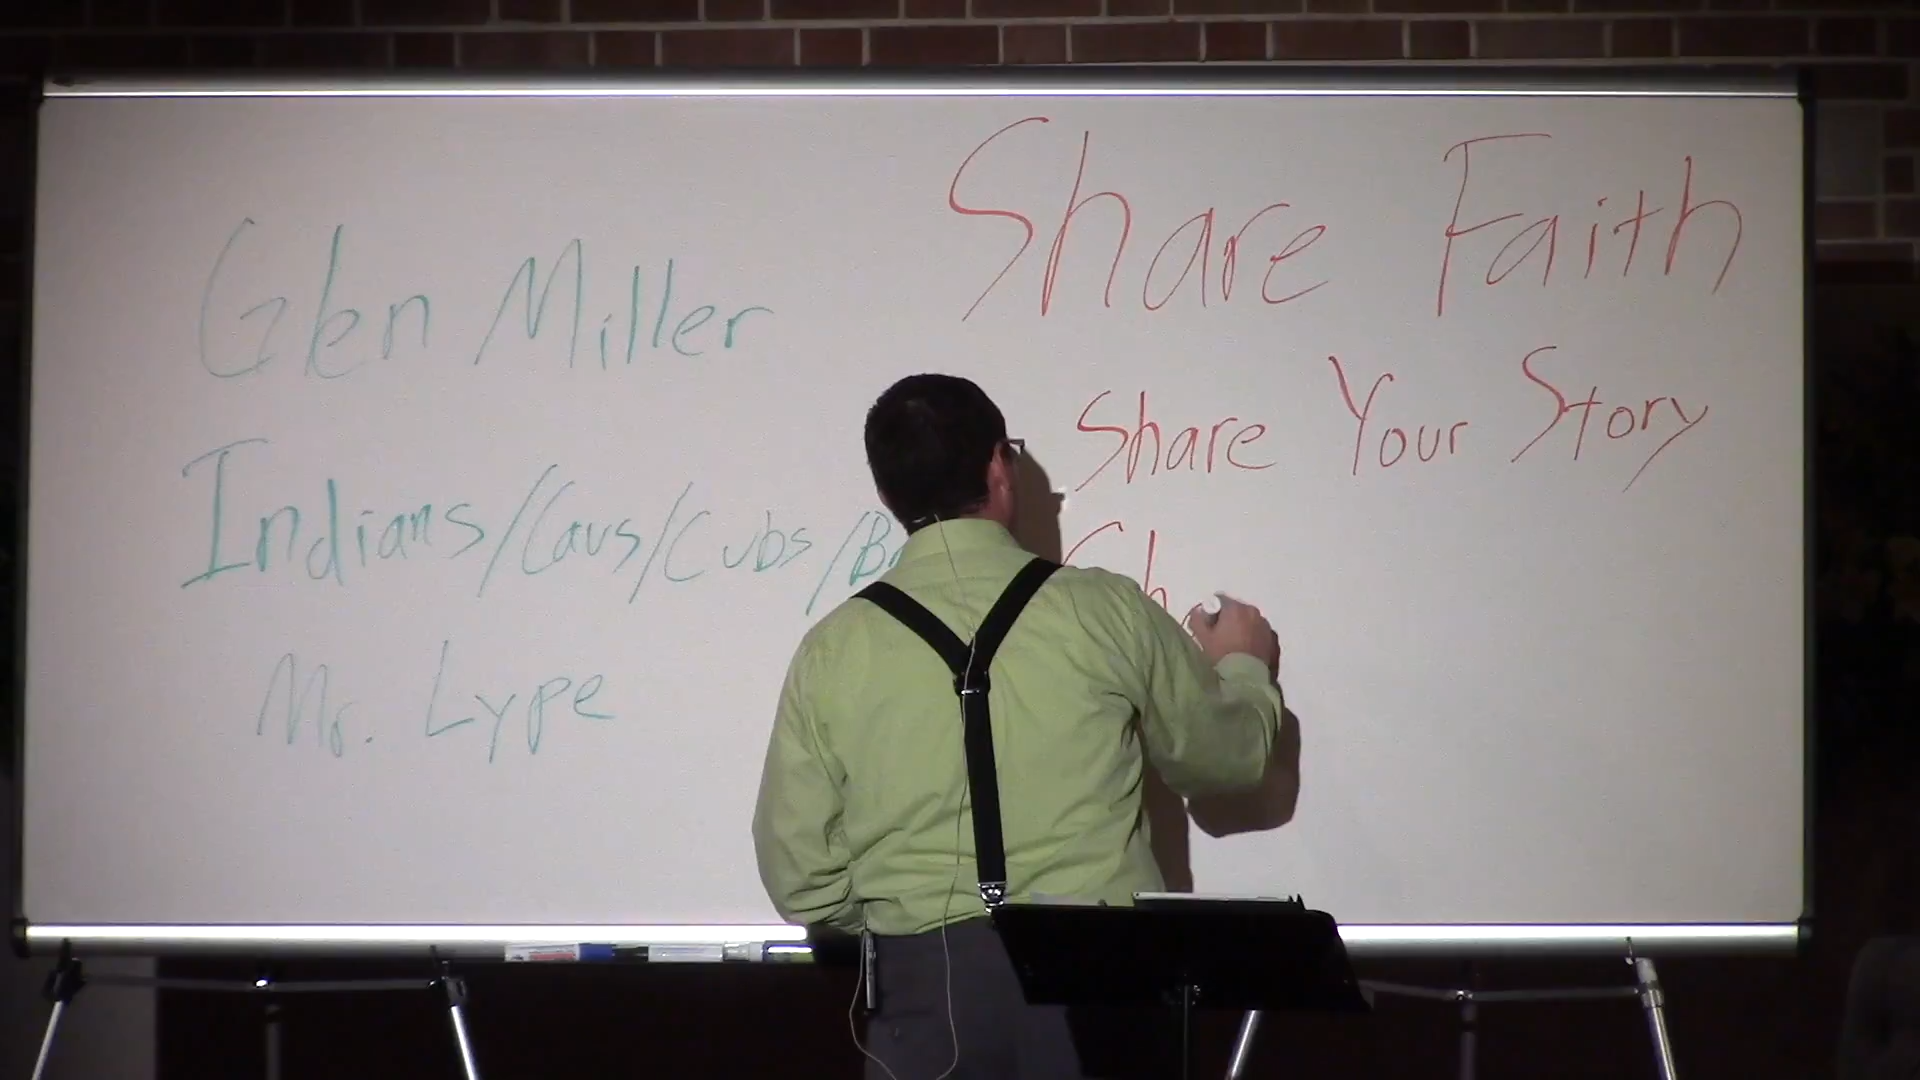 Glen Miller
Indians/Cavs/Cubs/
Mr. Lype
Share Faith
Share Your Story